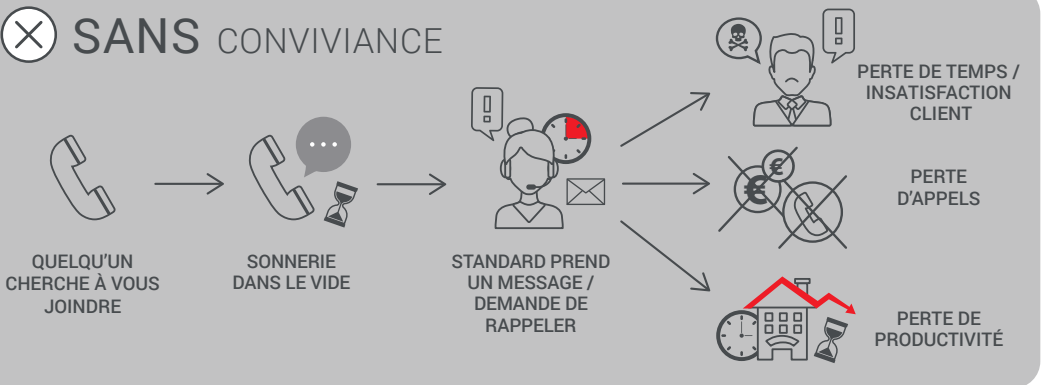 SANS CONVIVIANCE
QUELQU'UN
CHERCHE À VOUS
JOINDRE
SONNERIE
DANS LE VIDE
STANDARD PREND
UN MESSAGE /
DEMANDE DE
RAPPELER
PERTE DE TEMPS /
INSATISFACTION
CLIENT
PERTE
D'APPELS
PERTE DE
PRODUCTIVITÉ